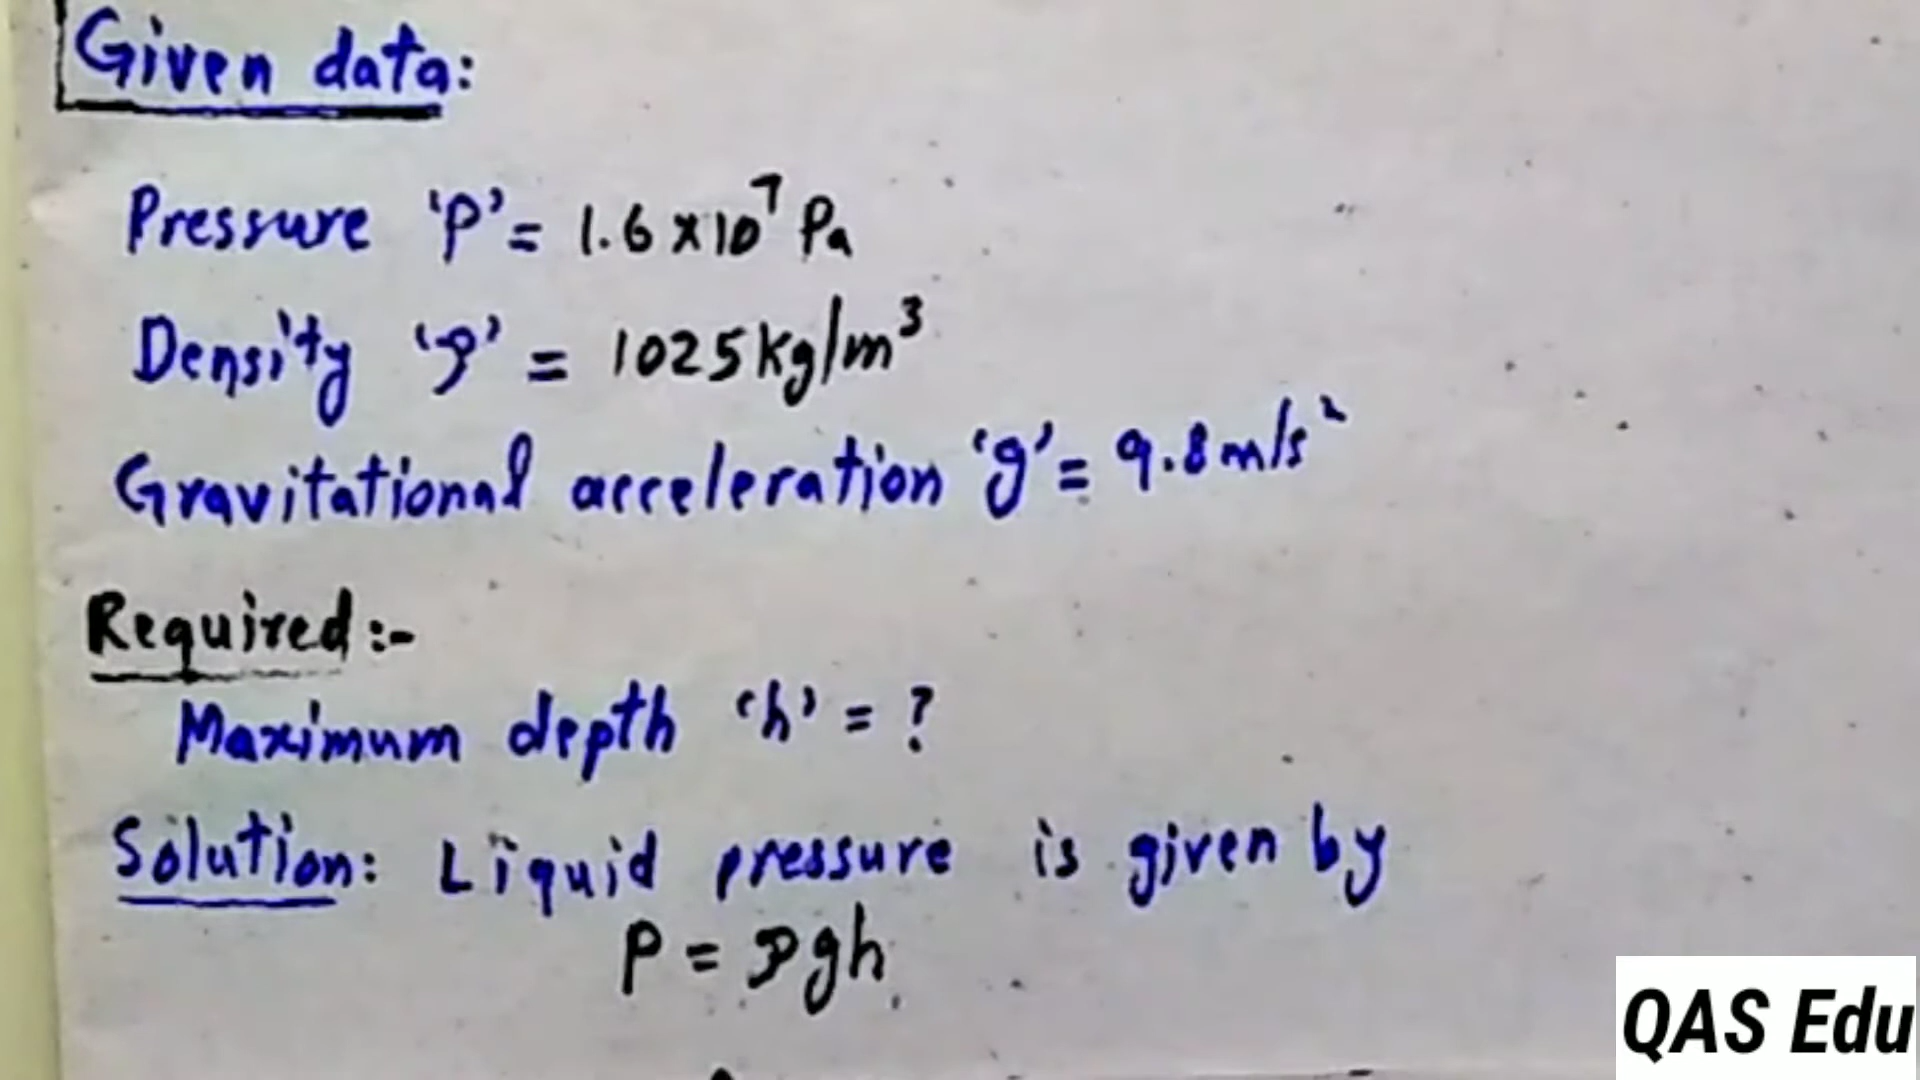 Given data:
Pressure 'P' = 1.6 × 10⁷ Pa
Density 'ρ' = 1025 kg/m³
Gravitational acceleration 'g' = 9.8 m/s²
Required:-
Maximum depth 'h' = ?
Solution: Liquid pressure is given by
P = ρgh
QAS Edu